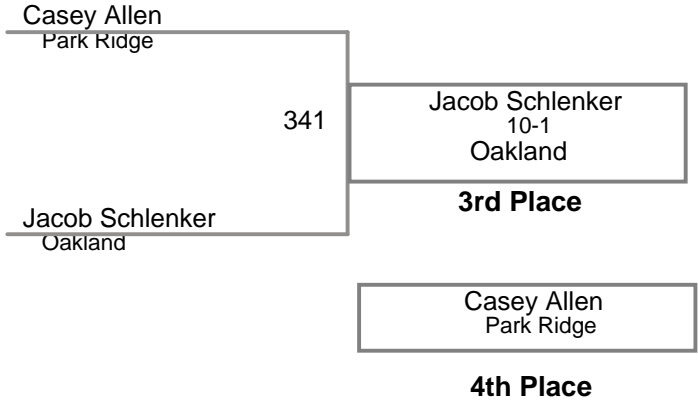 Casey Allen
Park Ridge
341
Jacob Schlenker
10-1
Oakland
3rd Place
Jacob Schlenker
Oakland
Casey Allen
Park Ridge
4th Place